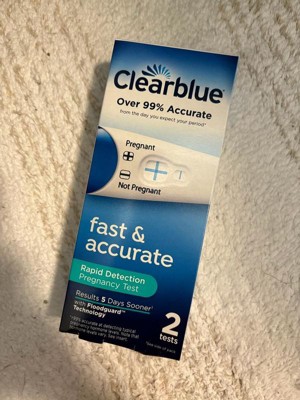 Clearblue
Over 99% Accurate
from the day you expect your period*
Pregnant
Not Pregnant
fast &
accurate
Rapid Detection
Pregnancy Test
Results 5 Days Sooner
with Floodguard™
Technology
2
tests